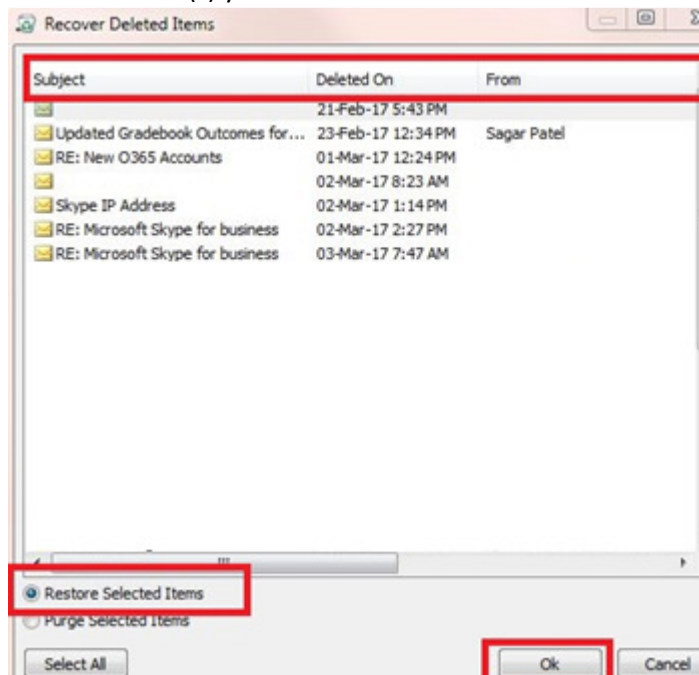 Recover Deleted Items
Subject Deleted On From
21-Feb-17 5:43 PM
Updated Gradebook Outcomes for... 23-Feb-17 12:34 PM Sagar Patel
RE: New O365 Accounts 01-Mar-17 12:24 PM
02-Mar-17 8:23 AM
Skype IP Address 02-Mar-17 1:14 PM
RE: Microsoft Skype for business 02-Mar-17 2:27 PM
RE: Microsoft Skype for business 03-Mar-17 7:47 AM
Restore Selected Items
Purge Selected Items
Select All Ok Cancel